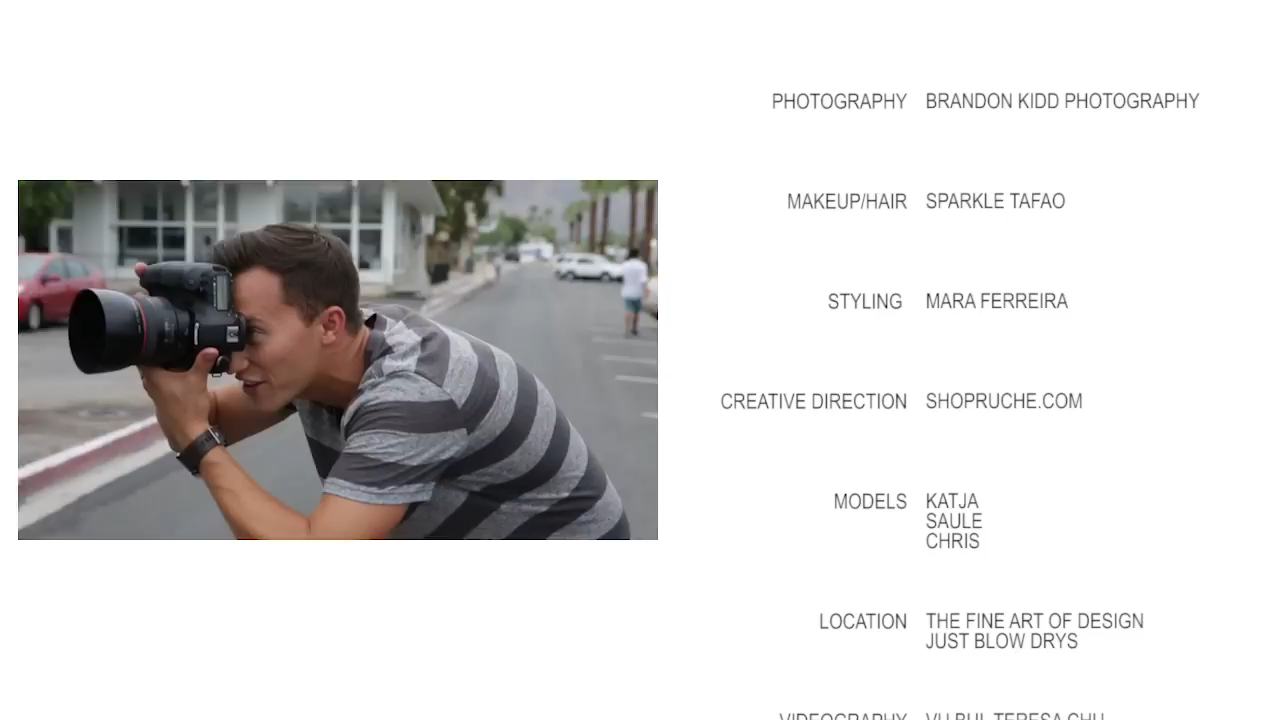 PHOTOGRAPHY BRANDON KIDD PHOTOGRAPHY
MAKEUP/HAIR SPARKLE TAFAO
STYLING MARA FERREIRA
CREATIVE DIRECTION SHOPRUCHE.COM
MODELS KATJA
SAULE
CHRIS
LOCATION THE FINE ART OF DESIGN
JUST BLOW DRYS
VIDEOGRAPHY